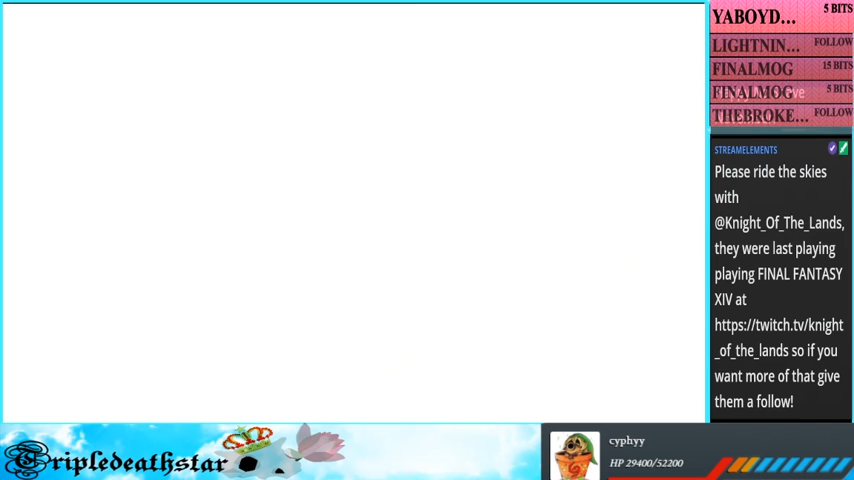 YABOYD... 5 BITS
LIGHTNIN... FOLLOW
FINALMOG 15 BITS
FINALMOG 5 BITS
THEBROKE... FOLLOW
STREAMELEMENTS
Please ride the skies
with
@Knight_Of_The_Lands,
they were last playing
playing FINAL FANTASY
XIV at
https://twitch.tv/knight
_of_the_lands so if you
want more of that give
them a follow!
Tripledeathstar
cyphyy
HP 29400/52200